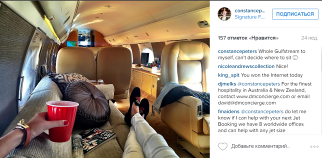 constancepet...
Signature F...
ПОДПИСАТЬСЯ
157 отметок «Нравится»
24 нед.
constancepeters Whole Gulfstream to
myself, can't decide where to sit
nicoleandrewscollection Nice!
king_spit You won the Internet today
@constancepeters For the finest
hospitality in Australia & New Zealand,
contact www.dmconcierge.com or email
david@dmconcierge.com
@constancepeters do let me
know if I can help with your next Jet
Booking we have 8 worldwide offices
and can help with any jet size
Добавьте комментарий...